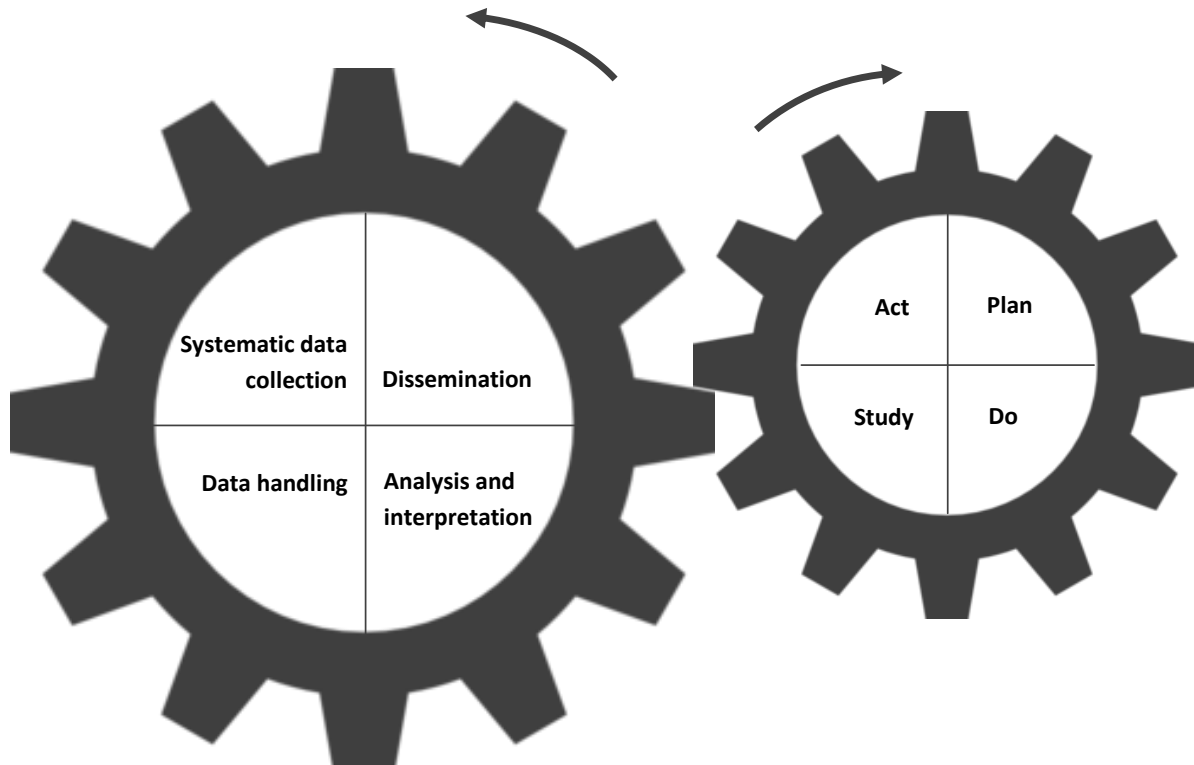 Systematic data
collection
Dissemination
Data handling
Analysis and
interpretation
Act
Plan
Study
Do